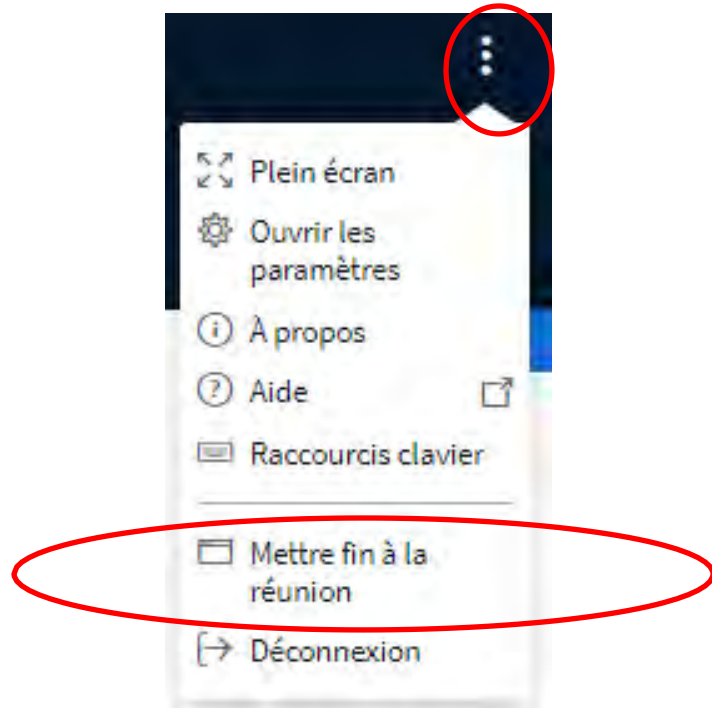 Plein écran
Ouvrir les
paramètres
À propos
Aide
Raccourcis clavier
Mettre fin à la
réunion
Déconnexion